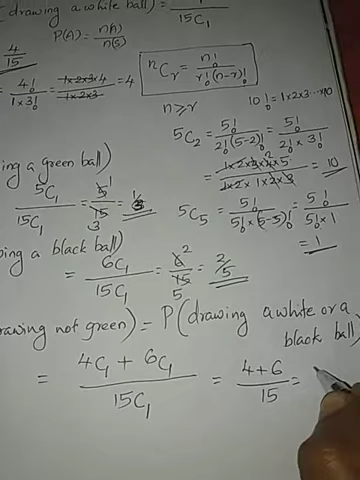 drawing a white ball) =
15C₁
P(A) = n(A)/n(S)
4/15
= 4!/(1×3!) = (1×2×3×4)/(1×2×3) = 4
ⁿCᵣ = n!/(r!(n-r)!)
n≥r
10! = 1×2×3...×10
5C₂ = 5!/(2!(5-2)!) = 5!/(2!×3!)
= (1×2×3×4×5)/(1×2×1×2×3) = 10
ing a green ball)
5C₁/15C₁ = 5/15 = 1/3
5C₅ = 5!/(5!×(5-5)!) = 5!/(5!×1)
= 1
ing a black ball)
= 6C₁/15C₁ = 6/15 = 2/5
rawing not green) = P(drawing a white or a
black ball)
= (4C₁ + 6C₁)/15C₁ = (4+6)/15 =